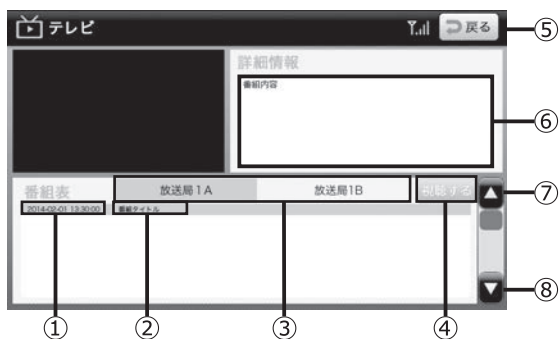 テレビ 戻る ⑤
詳細情報
番組内容
⑥
番組表 放送局1A 放送局1B 視聴する ⑦
2014-02-01 13:30:00 番組タイトル
① ② ③ ④ ⑧